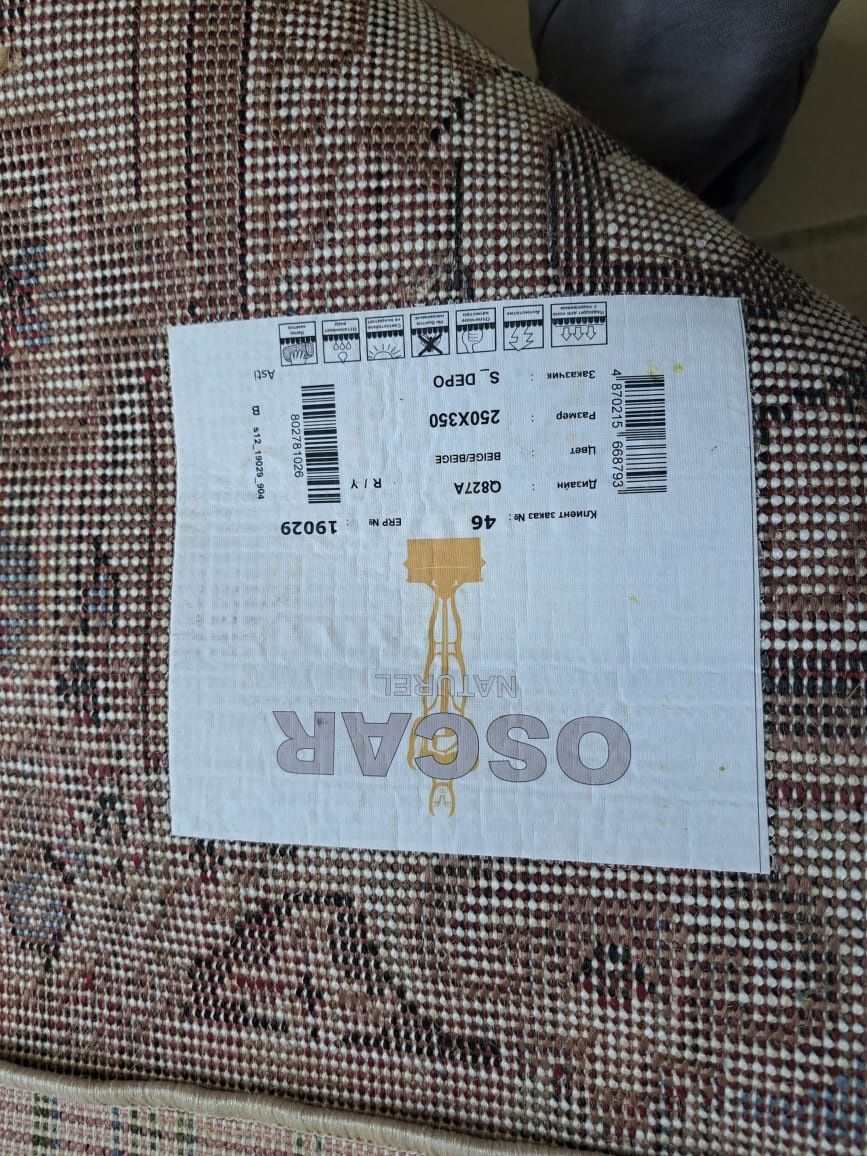 OSCAR
NATUREL
Клиент заказ № : 46 ERP № : 19029
Дизайн : Q827A R / Y
Цвет : BEIGE/BEIGE
Размер : 250X350
Заказчик : S_DEPO
4 870215 668793
802781026
s12_19029_904
B
Asti